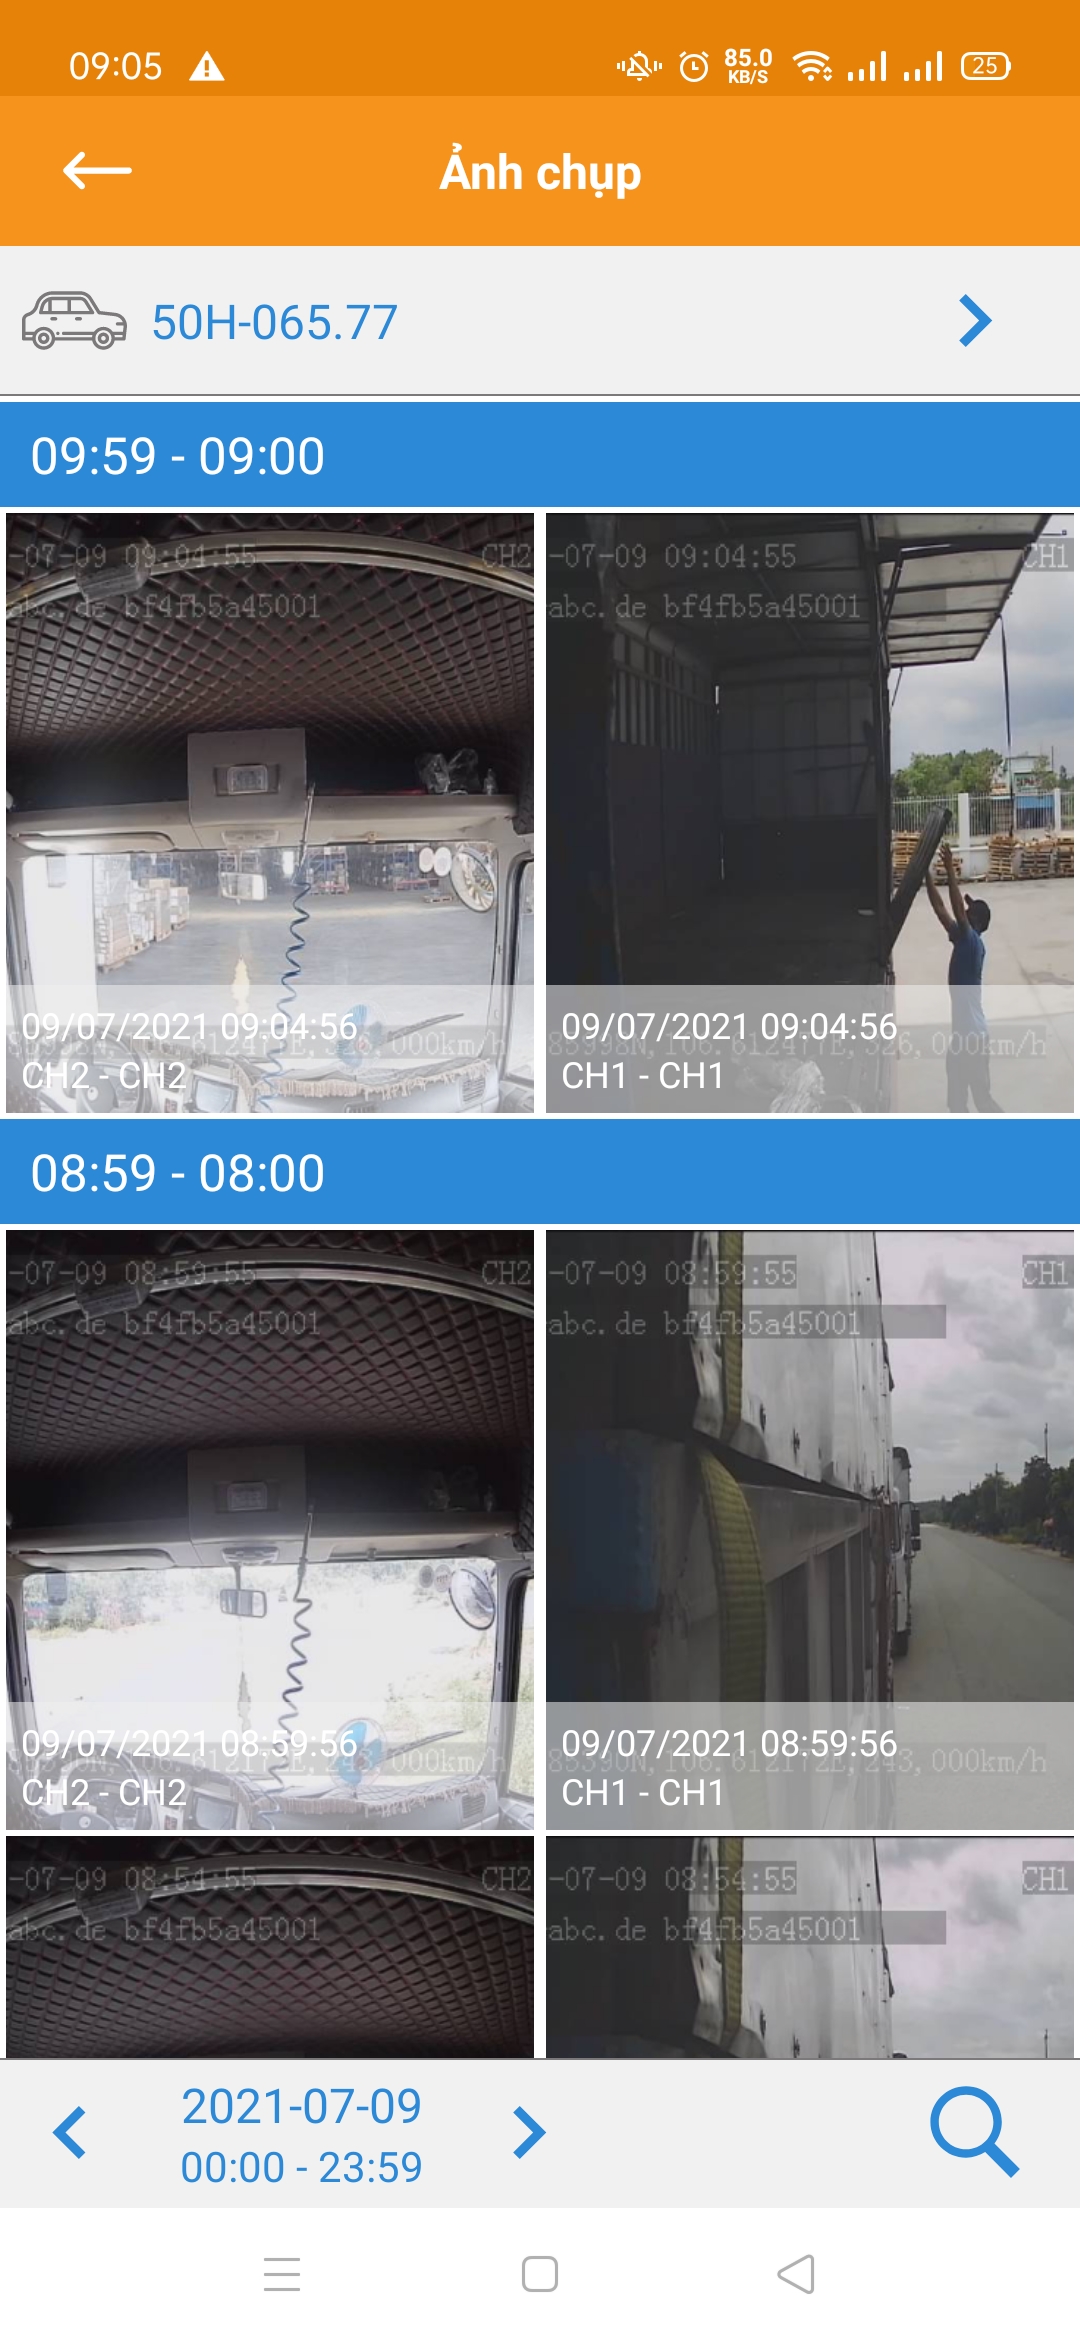 09:05
85.0
KB/S
25
Ảnh chụp
50H-065.77
09:59 - 09:00
-07-09 09:04:55 CH2
abc.de bf4fb5a45001
09/07/2021 09:04:56
000km/h
CH2 - CH2
-07-09 09:04:55 CH1
abc.de bf4fb5a45001
09/07/2021 09:04:56
000km/h
CH1 - CH1
08:59 - 08:00
-07-09 08:59:55 CH2
abc.de bf4fb5a45001
09/07/2021 08:59:56
000km/h
CH2 - CH2
-07-09 08:59:55 CH1
abc.de bf4fb5a45001
09/07/2021 08:59:56
000km/h
CH1 - CH1
-07-09 08:54:55 CH2
abc.de bf4fb5a45001
-07-09 08:54:55 CH1
abc.de bf4fb5a45001
2021-07-09
00:00 - 23:59